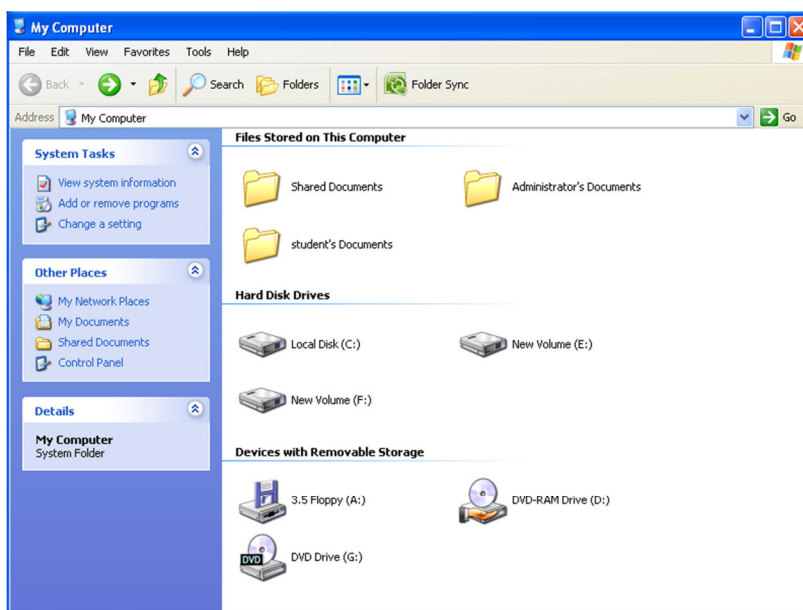 My Computer
File Edit View Favorites Tools Help
Back Search Folders Folder Sync
Address My Computer Go
System Tasks
View system information
Add or remove programs
Change a setting
Other Places
My Network Places
My Documents
Shared Documents
Control Panel
Details
My Computer
System Folder
Files Stored on This Computer
Shared Documents Administrator's Documents
student's Documents
Hard Disk Drives
Local Disk (C:) New Volume (E:)
New Volume (F:)
Devices with Removable Storage
3.5 Floppy (A:) DVD-RAM Drive (D:)
DVD DVD Drive (G:)